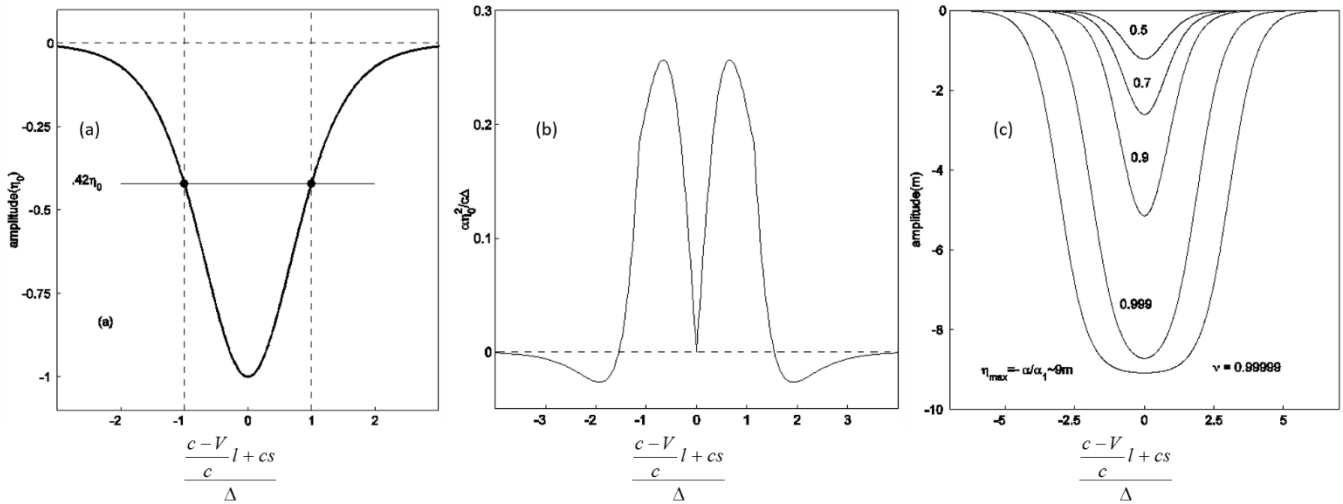 0
-0.25
-0.5
-0.75
-1
amplitude(η₀)
(a)
.42η₀
(a)
-2 -1 0 1 2
c − V
c
l + cs
Δ
0.3
0.2
0.1
0
αη₀²/cΔ
(b)
-3 -2 -1 0 1 2 3
c − V
c
l + cs
Δ
0
-2
-4
-6
-8
-10
amplitude(m)
(c)
0.5
0.7
0.9
0.999
ηmax=- α/α₁~9m
ν = 0.99999
-5 -2.5 0 2.5 5
c − V
c
l + cs
Δ